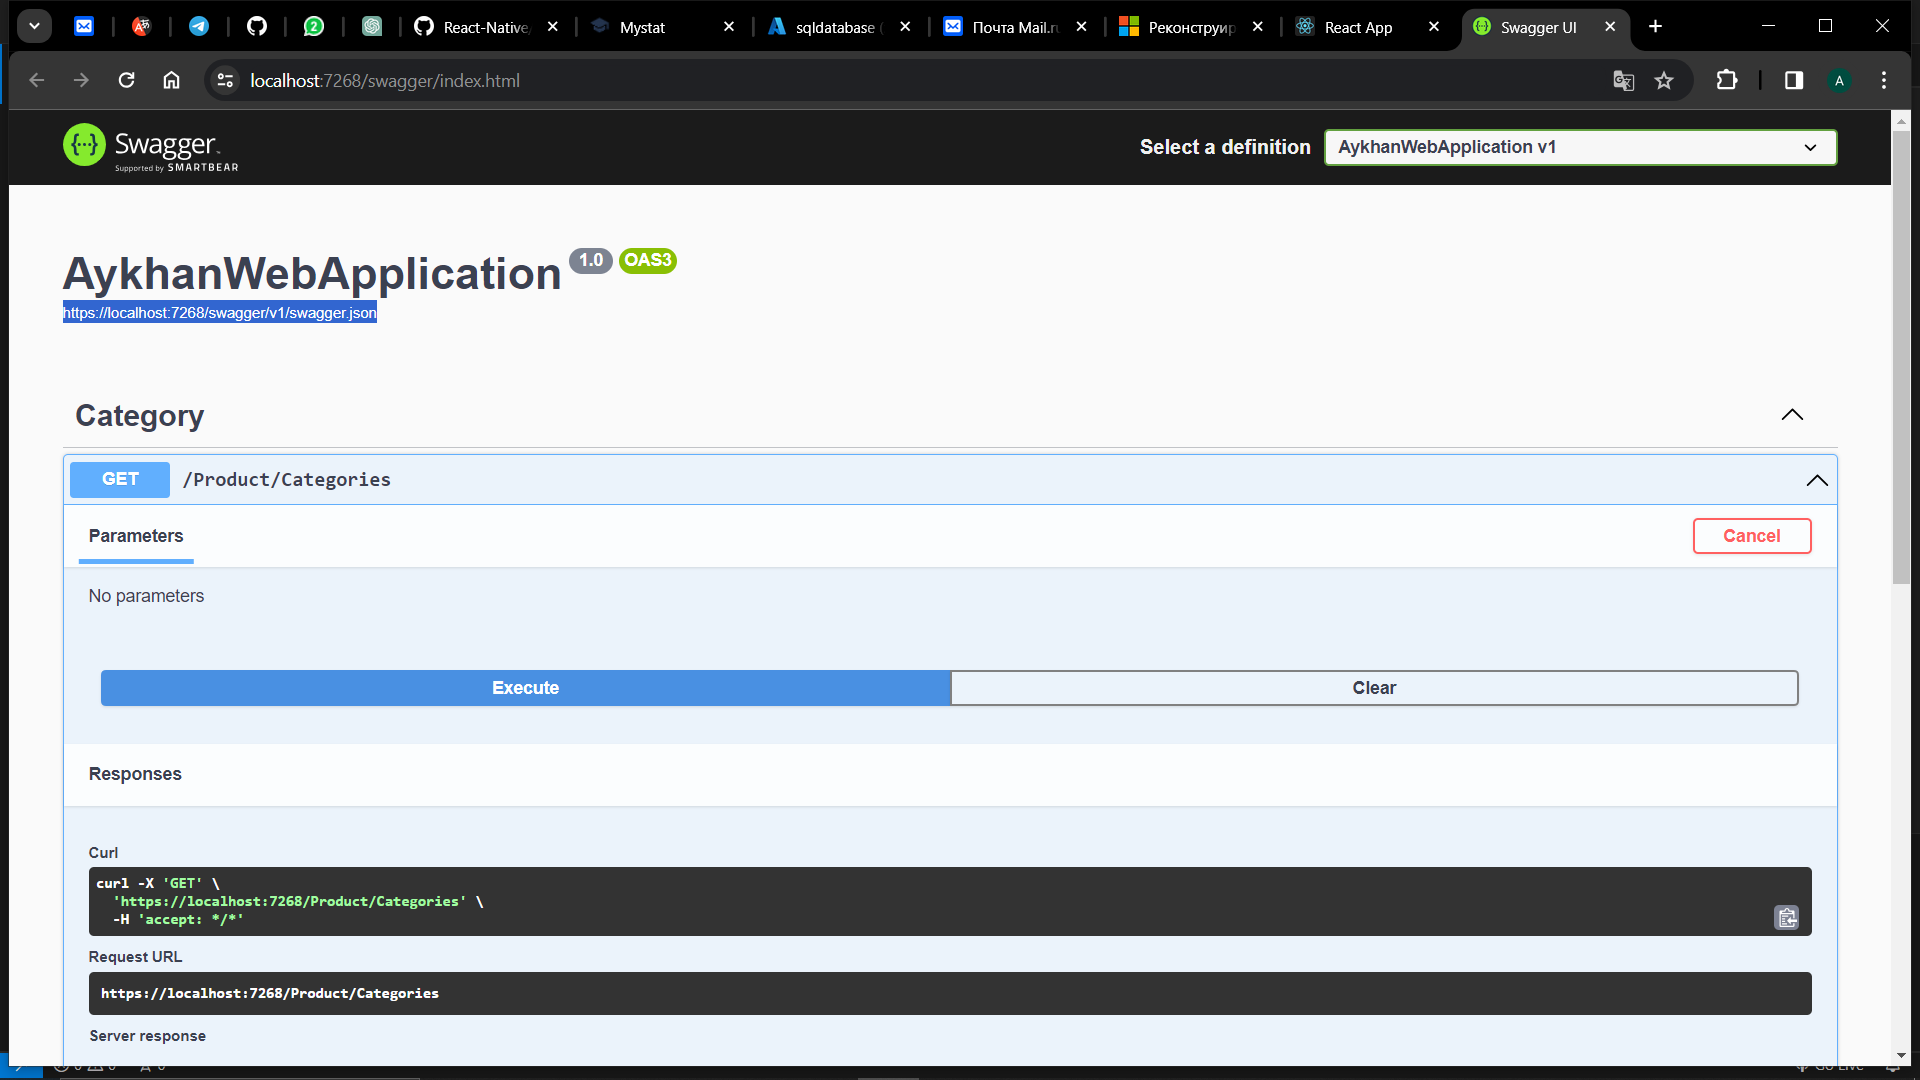 React-Native
Mystat
sqldatabase (
Почта Mail.ru
Реконструир
React App
Swagger UI
localhost:7268/swagger/index.html
A
Swagger
Supported by SMARTBEAR
Select a definition
AykhanWebApplication v1
AykhanWebApplication 1.0 OAS3
https://localhost:7268/swagger/v1/swagger.json
Category
GET /Product/Categories
Parameters
Cancel
No parameters
Execute
Clear
Responses
Curl
curl -X 'GET' \
'https://localhost:7268/Product/Categories' \
-H 'accept: */*'
Request URL
https://localhost:7268/Product/Categories
Server response